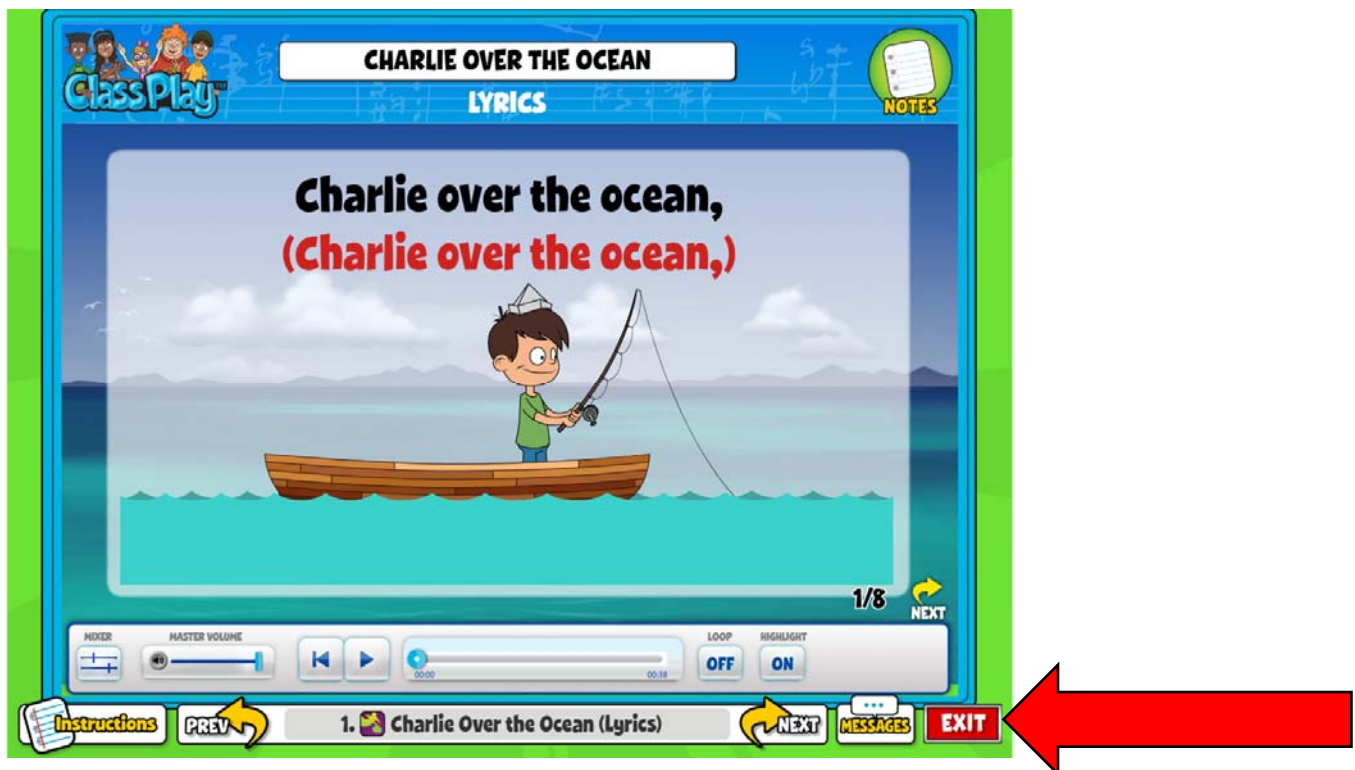 ClassPlay™
CHARLIE OVER THE OCEAN
LYRICS
NOTES
Charlie over the ocean,
(Charlie over the ocean,)
1/8
NEXT
MIXER
MASTER VOLUME
LOOP
HIGHLIGHT
OFF
ON
00:00
00:38
Instructions
PREV
1. Charlie Over the Ocean (Lyrics)
NEXT
MESSAGES
EXIT